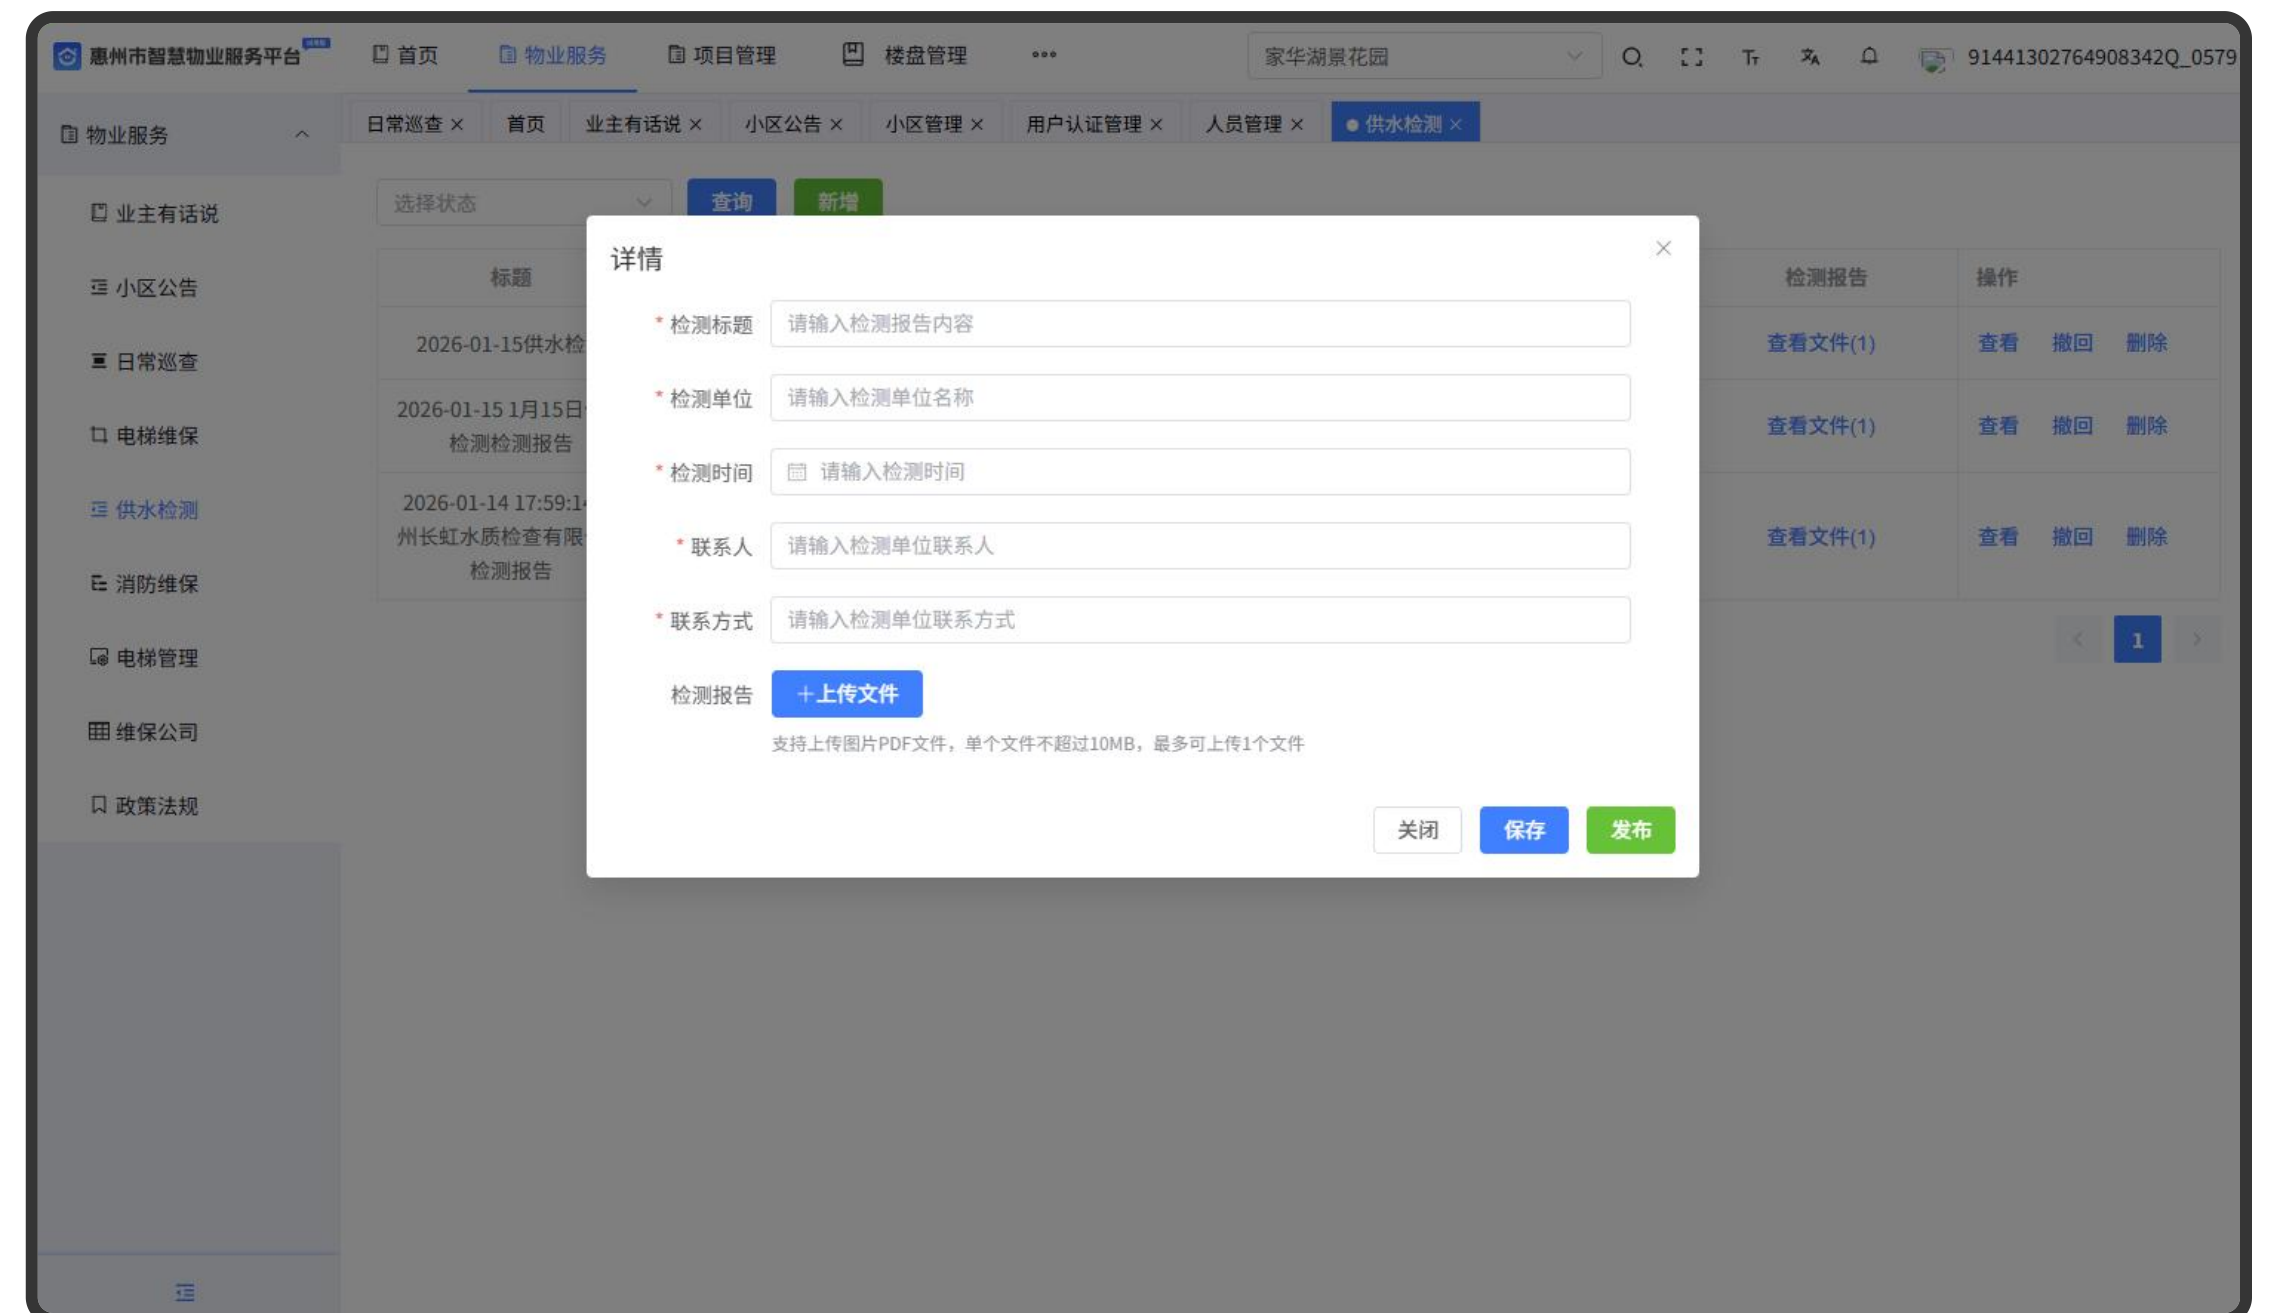 惠州市智慧物业服务平台
首页 物业服务 项目管理 楼盘管理
家华湖景花园
91441302764908342Q_0579
物业服务
日常巡查 首页 业主有话说 小区公告 小区管理 用户认证管理 人员管理 供水检测
业主有话说
小区公告
日常巡查
电梯维保
供水检测
消防维保
电梯管理
维保公司
政策法规
选择状态 查询 新增
标题 检测报告 操作
2026-01-15供水检 查看文件(1) 查看 撤回 删除
2026-01-15 1月15日
检测检测报告
查看文件(1) 查看 撤回 删除
2026-01-14 17:59:1
州长虹水质检查有限
检测报告
查看文件(1) 查看 撤回 删除
1
详情
* 检测标题 请输入检测报告内容
* 检测单位 请输入检测单位名称
* 检测时间 请输入检测时间
* 联系人 请输入检测单位联系人
* 联系方式 请输入检测单位联系方式
检测报告 +上传文件
支持上传图片PDF文件，单个文件不超过10MB，最多可上传1个文件
关闭 保存 发布